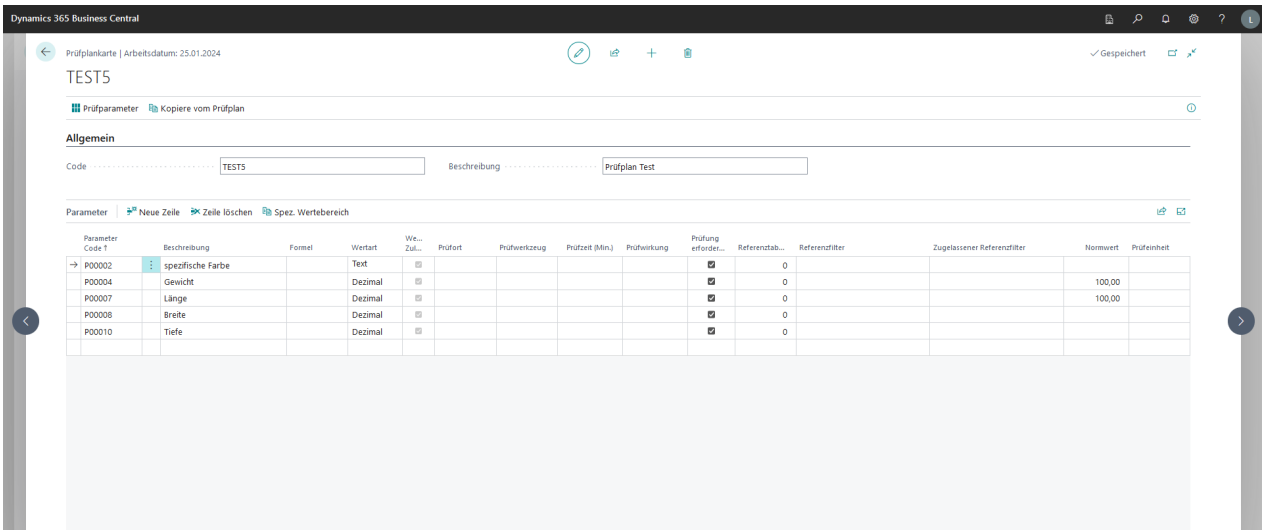 Dynamics 365 Business Central
?
L
Prüfplankarte | Arbeitsdatum: 25.01.2024
Gespeichert
TEST5
Prüfparameter Kopiere vom Prüfplan
Allgemein
Code TEST5 Beschreibung Prüfplan Test
Parameter Neue Zeile Zeile löschen Spez. Wertebereich
Parameter Code ↑ Beschreibung Formel Wertart We... Zul... Prüfort Prüfwerkzeug Prüfzeit (Min.) Prüfwirkung Prüfung erforder... Referenztab... Referenzfilter Zugelassener Referenzfilter Normwert Prüfeinheit
→ P00002 spezifische Farbe Text 0
P00004 Gewicht Dezimal 0 100,00
P00007 Länge Dezimal 0 100,00
P00008 Breite Dezimal 0
P00010 Tiefe Dezimal 0